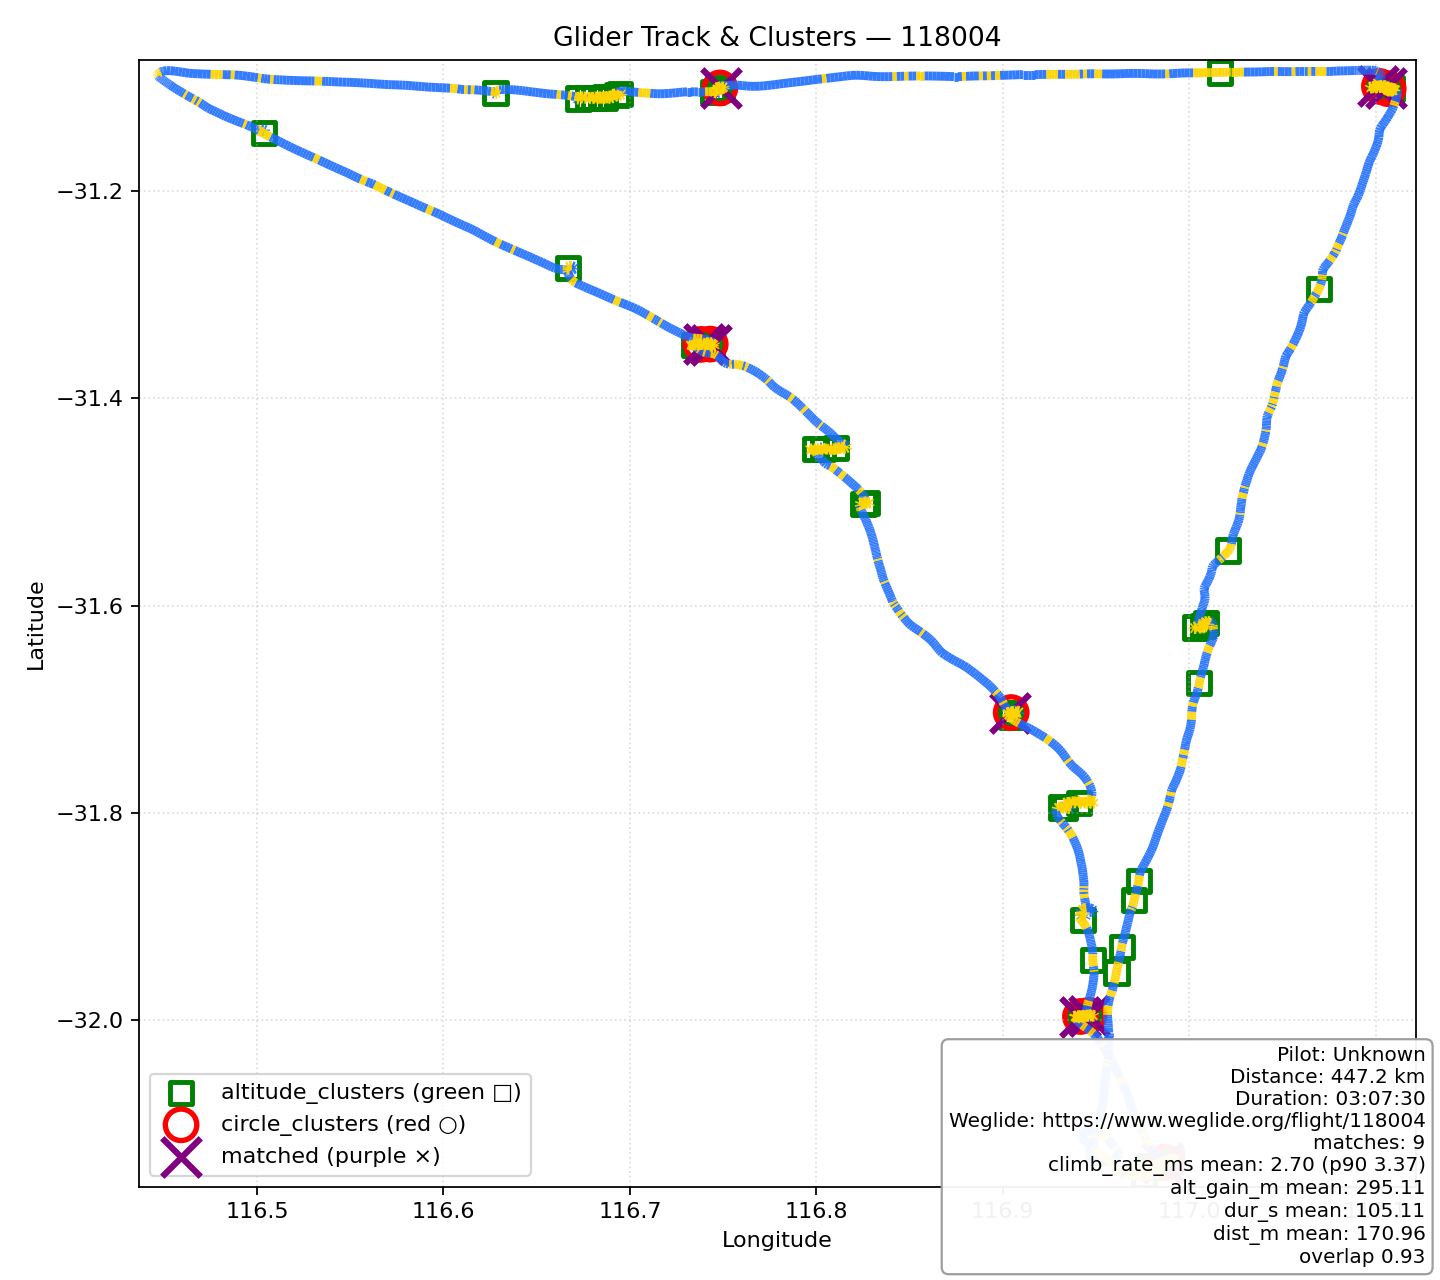 Glider Track & Clusters — 118004
Latitude
−31.2
−31.4
−31.6
−31.8
−32.0
altitude_clusters (green □)
circle_clusters (red ○)
matched (purple ×)
Pilot: Unknown
Distance: 447.2 km
Duration: 03:07:30
Weglide: https://www.weglide.org/flight/118004
matches: 9
climb_rate_ms mean: 2.70 (p90 3.37)
alt_gain_m mean: 295.11
dur_s mean: 105.11
dist_m mean: 170.96
overlap 0.93
116.5 116.6 116.7 116.8 116.9 117.0
Longitude